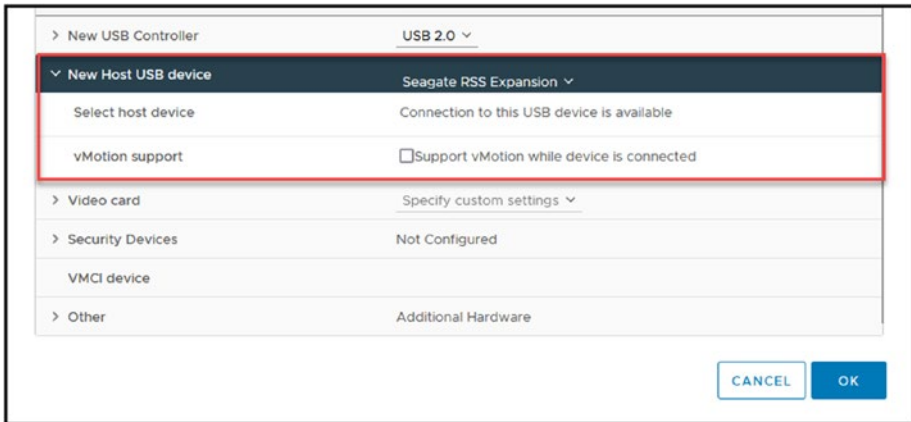 New USB Controller USB 2.0
New Host USB device Seagate RSS Expansion
Select host device Connection to this USB device is available
vMotion support Support vMotion while device is connected
Video card Specify custom settings
Security Devices Not Configured
VMCI device
Other Additional Hardware
CANCEL OK